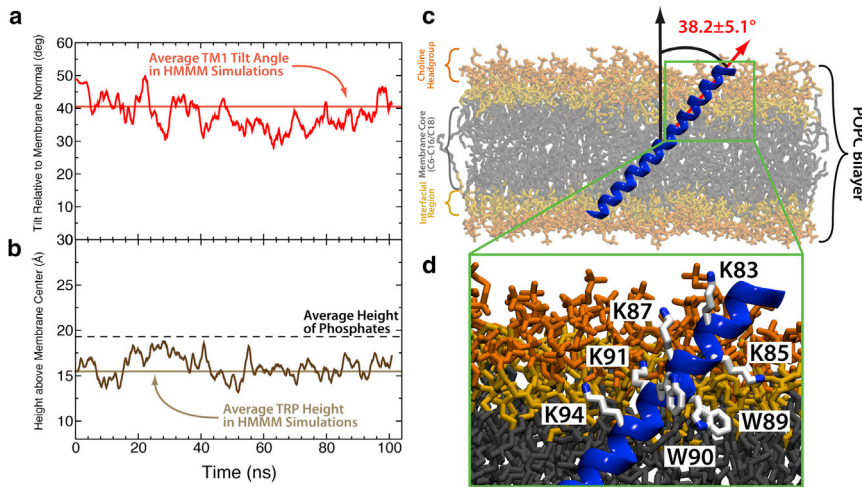 a
Tilt Relative to Membrane Normal (deg)
60
50
40
30
20
10
30
Average TM1 Tilt Angle
in HMMM Simulations
b
Height above Membrane Center (Å)
25
20
15
10
Average Height
of Phosphates
Average TRP Height
in HMMM Simulations
0
20
40
60
80
100
Time (ns)
c
38.2±5.1°
Choline
Headgroup
Membrane Core
(C6-C16/C18)
Interfacial
Region
POPC Bilayer
d
K83
K87
K91
K85
K94
W89
W90